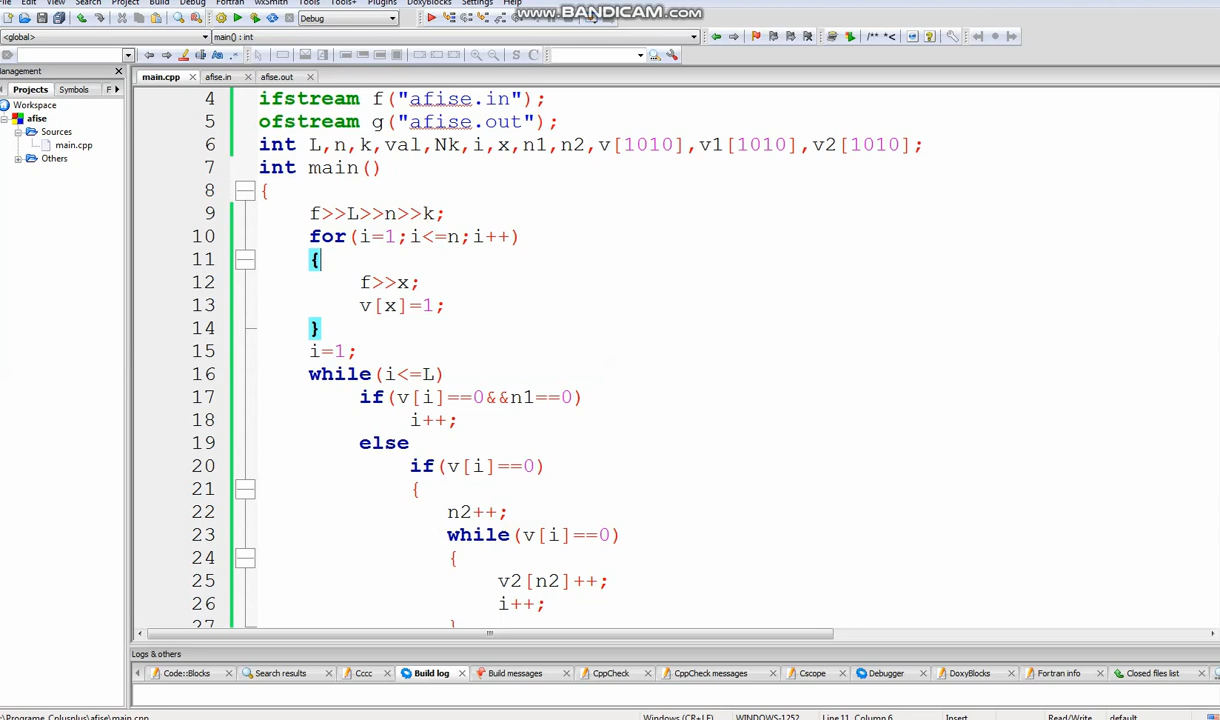 File Edit View Search Project Build Debug Fortran wxSmith Tools Tools+ Plugins DoxyBlocks Settings Help
www.BANDICAM.com
Debug
<global>
main() : int
Management
Projects Symbols F
Workspace
afise
Sources
main.cpp
Others
main.cpp afise.in afise.out
4 ifstream f("afise.in");
5 ofstream g("afise.out");
6 int L,n,k,val,Nk,i,x,n1,n2,v[1010],v1[1010],v2[1010];
7 int main()
8 {
9 f>>L>>n>>k;
10 for(i=1;i<=n;i++)
11 {
12 f>>x;
13 v[x]=1;
14 }
15 i=1;
16 while(i<=L)
17 if(v[i]==0&&n1==0)
18 i++;
19 else
20 if(v[i]==0)
21 {
22 n2++;
23 while(v[i]==0)
24 {
25 v2[n2]++;
26 i++;
27 }
Logs & others
Code::Blocks Search results Cccc Build log Build messages CppCheck CppCheck messages Cscope Debugger DoxyBlocks Fortran info Closed files list
\Programe_Cplusplus\afise\main.cpp Windows (CR+LF) WINDOWS-1252 Line 11, Column 6 Insert Read/Write default